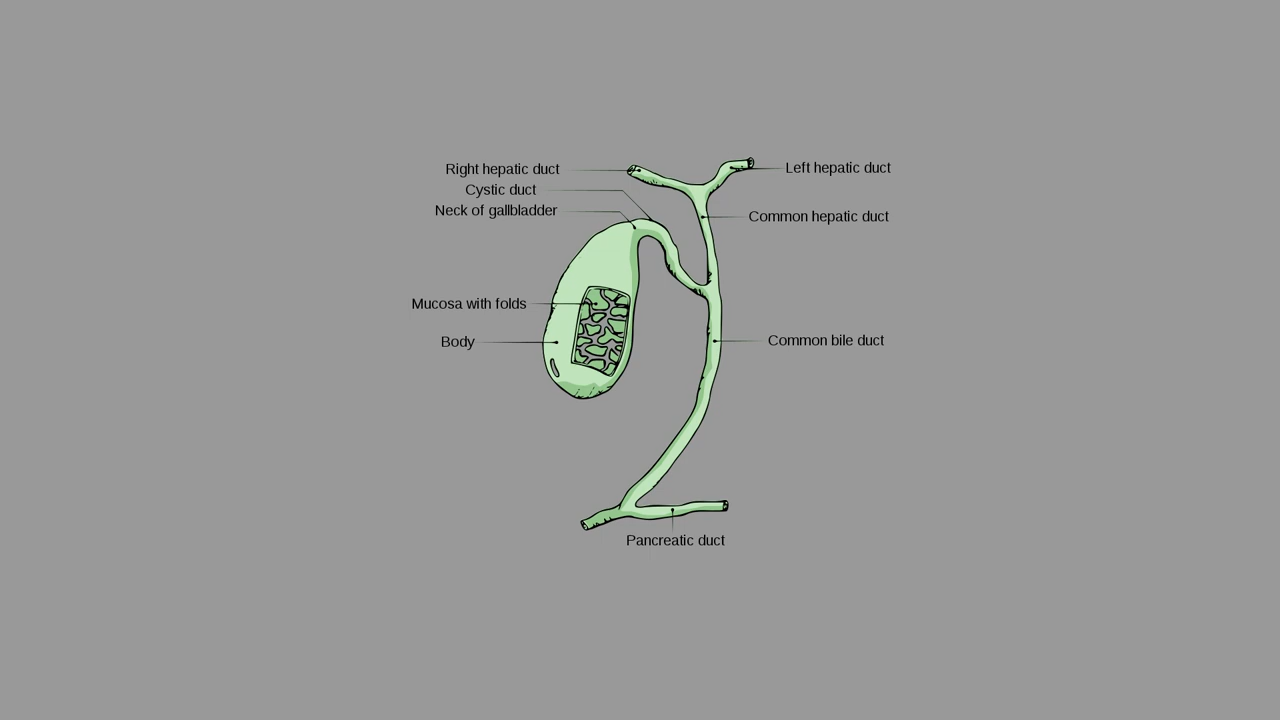 Right hepatic duct
Left hepatic duct
Cystic duct
Neck of gallbladder
Common hepatic duct
Mucosa with folds
Body
Common bile duct
Pancreatic duct